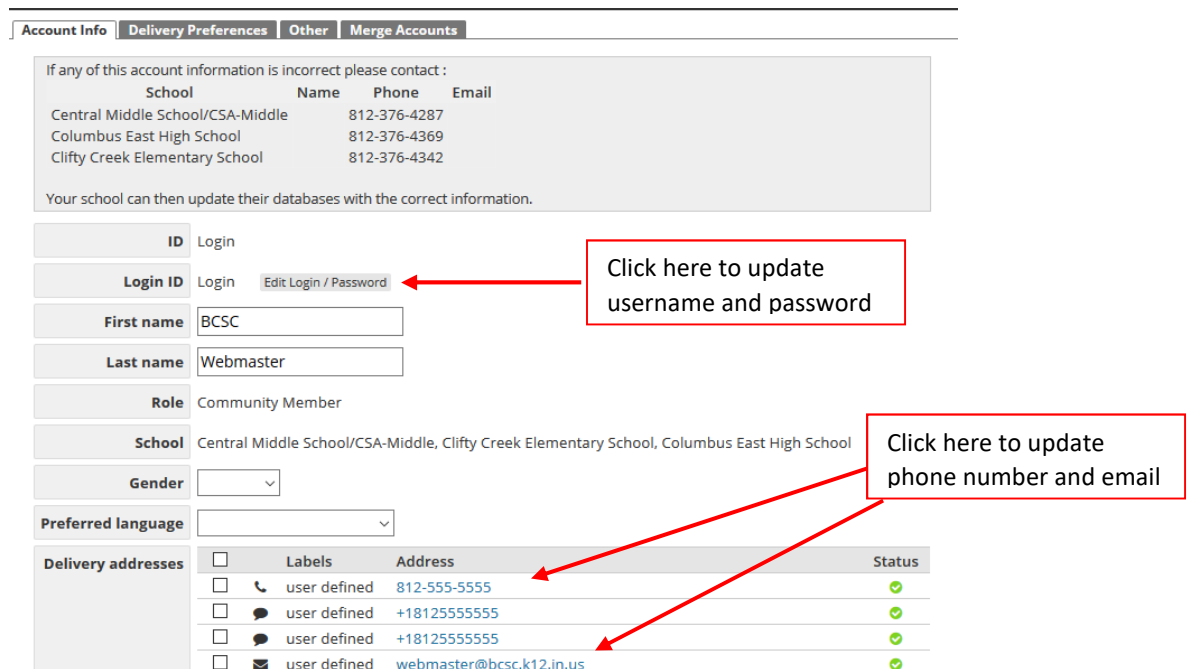 Account Info Delivery Preferences Other Merge Accounts
If any of this account information is incorrect please contact :
School Name Phone Email
Central Middle School/CSA-Middle 812-376-4287
Columbus East High School 812-376-4369
Clifty Creek Elementary School 812-376-4342
Your school can then update their databases with the correct information.
ID Login
Login ID Login Edit Login / Password
Click here to update
username and password
First name BCSC
Last name Webmaster
Role Community Member
School Central Middle School/CSA-Middle, Clifty Creek Elementary School, Columbus East High School
Click here to update
phone number and email
Gender
Preferred language
Delivery addresses Labels Address Status
user defined 812-555-5555
user defined +18125555555
user defined +18125555555
user defined webmaster@bcsc.k12.in.us